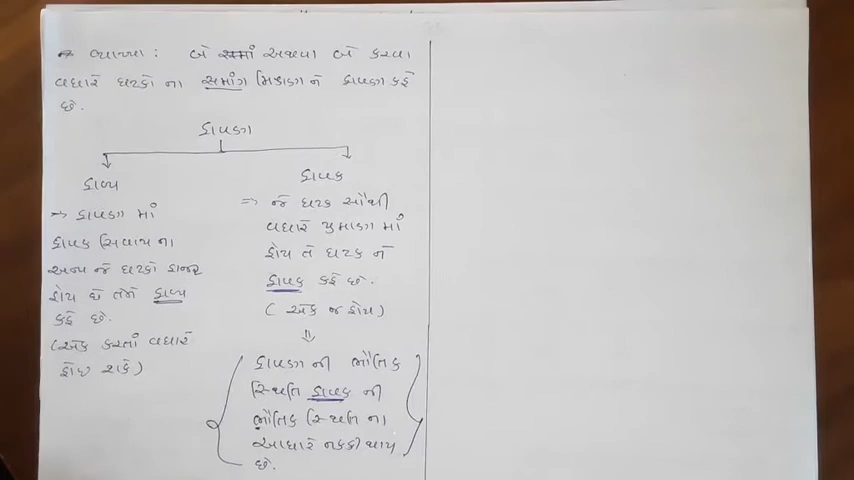 → વ્યાખ્યા : બે અથવા બે કરતા
વધારે ઘટકો ના સમાંગ મિશ્રણ ને દ્રાવણ કહે
છે.
દ્રાવણ
દ્રાવ્ય
→ દ્રાવણ માં
દ્રાવક સિવાય ના
અન્ય જે ઘટકો હાજર
હોય છે તેને દ્રાવ્ય
કહે છે.
(એક કરતાં વધારે
હોઇ શકે)
દ્રાવક
⇒ જે ઘટક સૌથી
વધારે પ્રમાણ માં
હોય તે ઘટક ને
દ્રાવક કહે છે.
(એક જ હોય)
⇓
દ્રાવણ ની ભૌતિક
સ્થિતિ દ્રાવક ની
ભૌતિક સ્થિતિ ના
આધારે નક્કી થાય
છે.